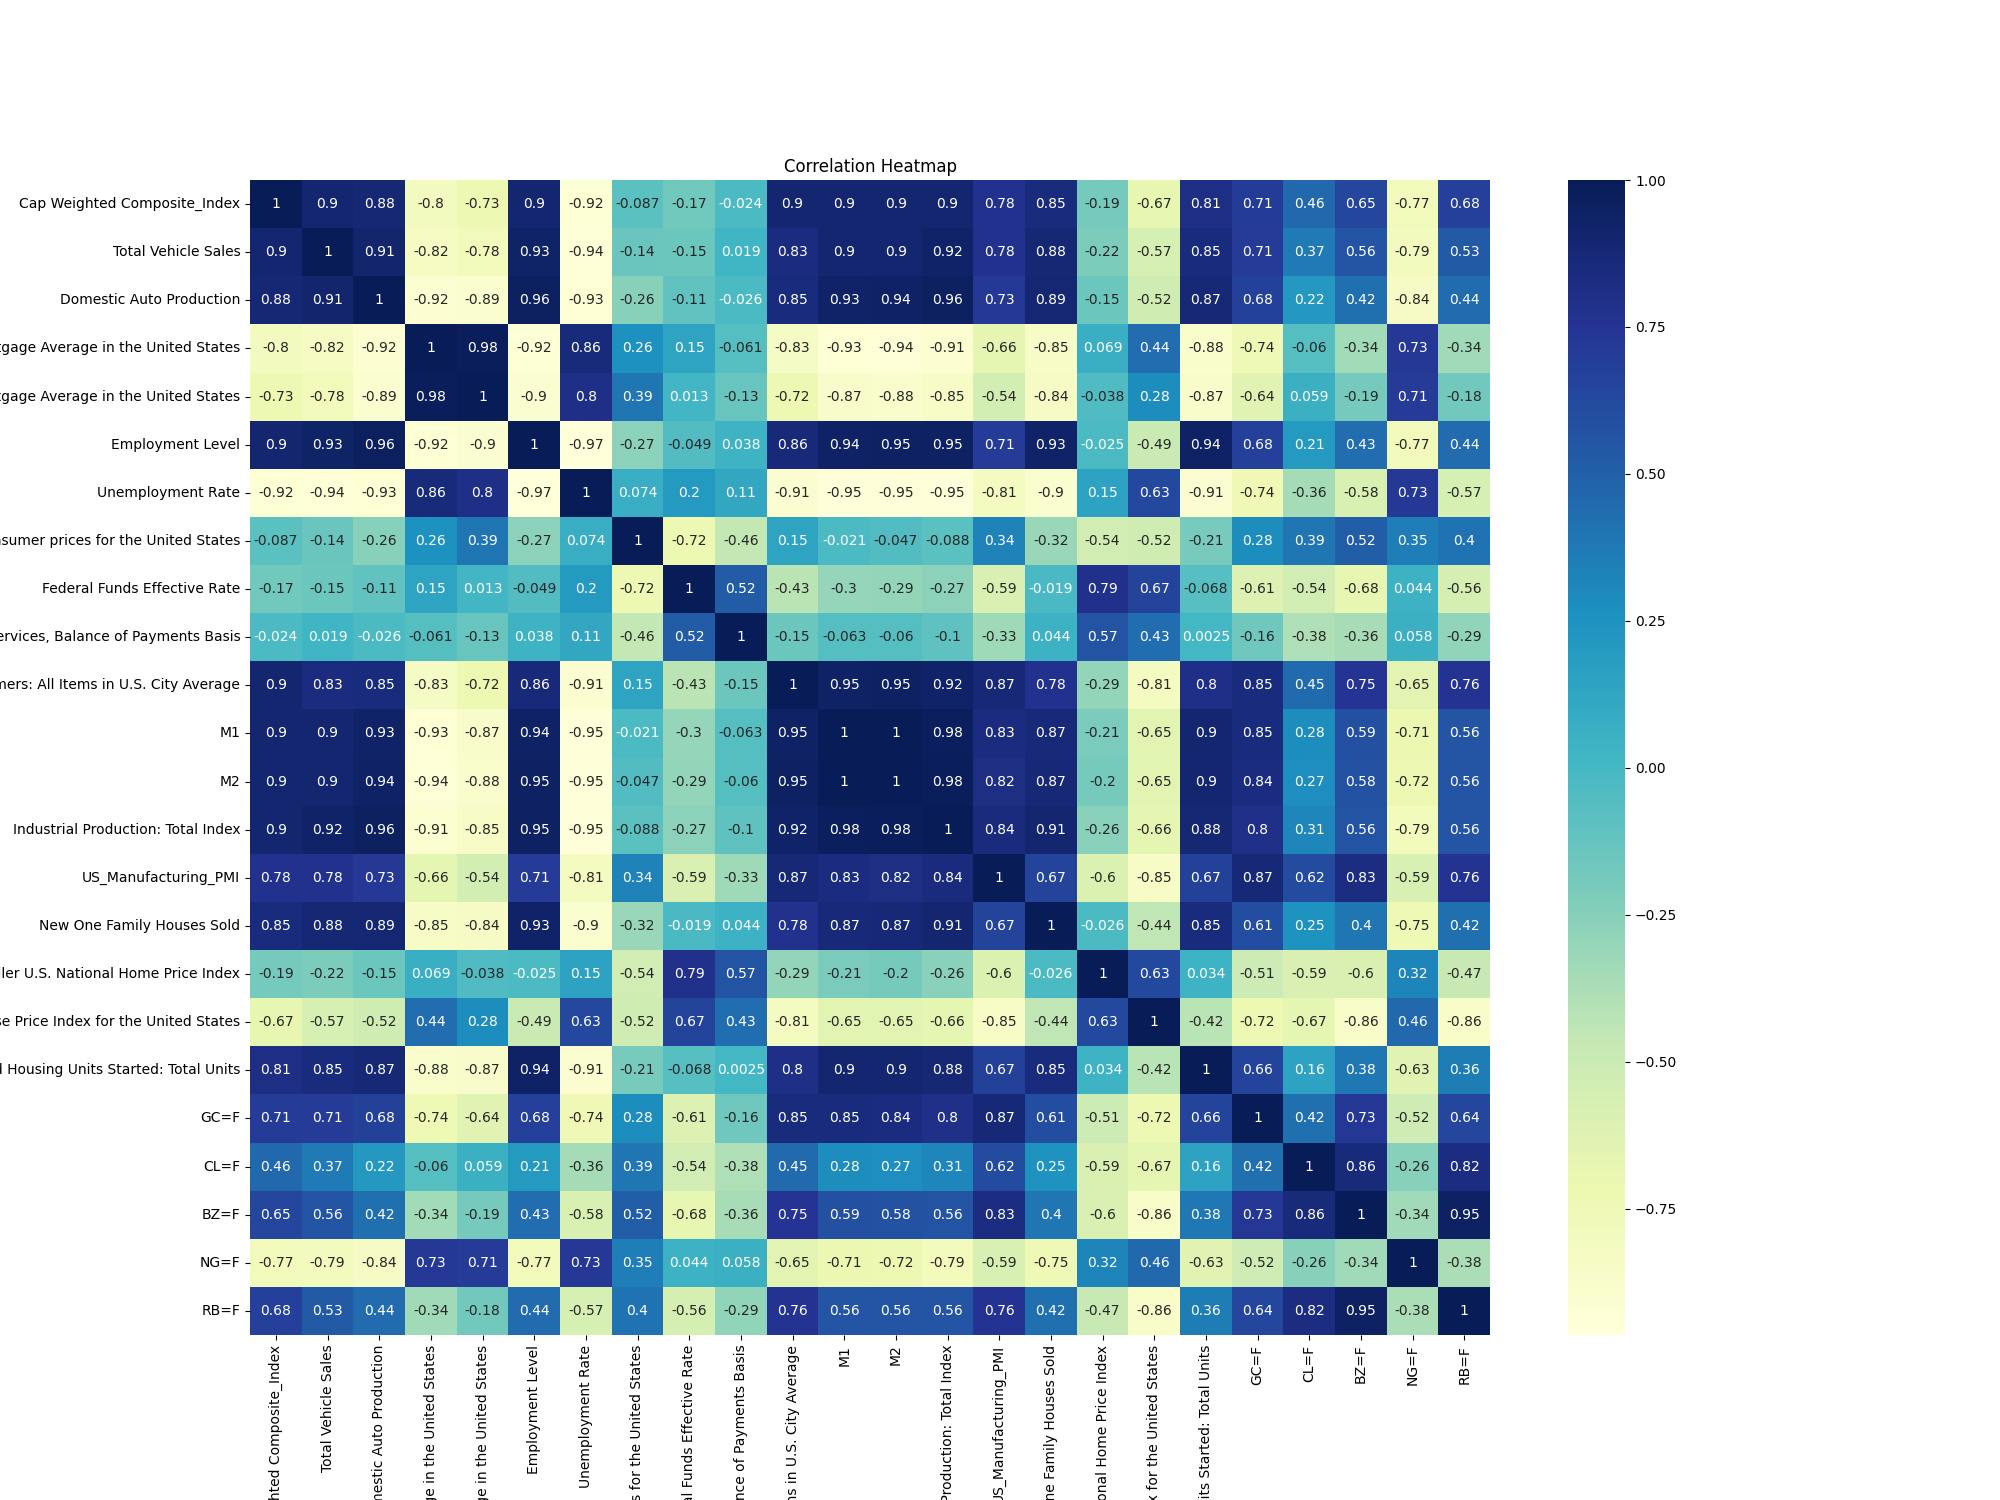 Correlation Heatmap
Cap Weighted Composite_Index 1 0.9 0.88 -0.8 -0.73 0.9 -0.92 -0.087 -0.17 -0.024 0.9 0.9 0.9 0.9 0.78 0.85 -0.19 -0.67 0.81 0.71 0.46 0.65 -0.77 0.68
Total Vehicle Sales 0.9 1 0.91 -0.82 -0.78 0.93 -0.94 -0.14 -0.15 0.019 0.83 0.9 0.9 0.92 0.78 0.88 -0.22 -0.57 0.85 0.71 0.37 0.56 -0.79 0.53
Domestic Auto Production 0.88 0.91 1 -0.92 -0.89 0.96 -0.93 -0.26 -0.11 -0.026 0.85 0.93 0.94 0.96 0.73 0.89 -0.15 -0.52 0.87 0.68 0.22 0.42 -0.84 0.44
gage Average in the United States -0.8 -0.82 -0.92 1 0.98 -0.92 0.86 0.26 0.15 -0.061 -0.83 -0.93 -0.94 -0.91 -0.66 -0.85 0.069 0.44 -0.88 -0.74 -0.06 -0.34 0.73 -0.34
gage Average in the United States -0.73 -0.78 -0.89 0.98 1 -0.9 0.8 0.39 0.013 -0.13 -0.72 -0.87 -0.88 -0.85 -0.54 -0.84 -0.038 0.28 -0.87 -0.64 0.059 -0.19 0.71 -0.18
Employment Level 0.9 0.93 0.96 -0.92 -0.9 1 -0.97 -0.27 -0.049 0.038 0.86 0.94 0.95 0.95 0.71 0.93 -0.025 -0.49 0.94 0.68 0.21 0.43 -0.77 0.44
Unemployment Rate -0.92 -0.94 -0.93 0.86 0.8 -0.97 1 0.074 0.2 0.11 -0.91 -0.95 -0.95 -0.95 -0.81 -0.9 0.15 0.63 -0.91 -0.74 -0.36 -0.58 0.73 -0.57
sumer prices for the United States -0.087 -0.14 -0.26 0.26 0.39 -0.27 0.074 1 -0.72 -0.46 0.15 -0.021 -0.047 -0.088 0.34 -0.32 -0.54 -0.52 -0.21 0.28 0.39 0.52 0.35 0.4
Federal Funds Effective Rate -0.17 -0.15 -0.11 0.15 0.013 -0.049 0.2 -0.72 1 0.52 -0.43 -0.3 -0.29 -0.27 -0.59 -0.019 0.79 0.67 -0.068 -0.61 -0.54 -0.68 0.044 -0.56
ervices, Balance of Payments Basis -0.024 0.019 -0.026 -0.061 -0.13 0.038 0.11 -0.46 0.52 1 -0.15 -0.063 -0.06 -0.1 -0.33 0.044 0.57 0.43 0.0025 -0.16 -0.38 -0.36 0.058 -0.29
mers: All Items in U.S. City Average 0.9 0.83 0.85 -0.83 -0.72 0.86 -0.91 0.15 -0.43 -0.15 1 0.95 0.95 0.92 0.87 0.78 -0.29 -0.81 0.8 0.85 0.45 0.75 -0.65 0.76
M1 0.9 0.9 0.93 -0.93 -0.87 0.94 -0.95 -0.021 -0.3 -0.063 0.95 1 1 0.98 0.83 0.87 -0.21 -0.65 0.9 0.85 0.28 0.59 -0.71 0.56
M2 0.9 0.9 0.94 -0.94 -0.88 0.95 -0.95 -0.047 -0.29 -0.06 0.95 1 1 0.98 0.82 0.87 -0.2 -0.65 0.9 0.84 0.27 0.58 -0.72 0.56
Industrial Production: Total Index 0.9 0.92 0.96 -0.91 -0.85 0.95 -0.95 -0.088 -0.27 -0.1 0.92 0.98 0.98 1 0.84 0.91 -0.26 -0.66 0.88 0.8 0.31 0.56 -0.79 0.56
US_Manufacturing_PMI 0.78 0.78 0.73 -0.66 -0.54 0.71 -0.81 0.34 -0.59 -0.33 0.87 0.83 0.82 0.84 1 0.67 -0.6 -0.85 0.67 0.87 0.62 0.83 -0.59 0.76
New One Family Houses Sold 0.85 0.88 0.89 -0.85 -0.84 0.93 -0.9 -0.32 -0.019 0.044 0.78 0.87 0.87 0.91 0.67 1 -0.026 -0.44 0.85 0.61 0.25 0.4 -0.75 0.42
ller U.S. National Home Price Index -0.19 -0.22 -0.15 0.069 -0.038 -0.025 0.15 -0.54 0.79 0.57 -0.29 -0.21 -0.2 -0.26 -0.6 -0.026 1 0.63 0.034 -0.51 -0.59 -0.6 0.32 -0.47
se Price Index for the United States -0.67 -0.57 -0.52 0.44 0.28 -0.49 0.63 -0.52 0.67 0.43 -0.81 -0.65 -0.65 -0.66 -0.85 -0.44 0.63 1 -0.42 -0.72 -0.67 -0.86 0.46 -0.86
d Housing Units Started: Total Units 0.81 0.85 0.87 -0.88 -0.87 0.94 -0.91 -0.21 -0.068 0.0025 0.8 0.9 0.9 0.88 0.67 0.85 0.034 -0.42 1 0.66 0.16 0.38 -0.63 0.36
GC=F 0.71 0.71 0.68 -0.74 -0.64 0.68 -0.74 0.28 -0.61 -0.16 0.85 0.85 0.84 0.8 0.87 0.61 -0.51 -0.72 0.66 1 0.42 0.73 -0.52 0.64
CL=F 0.46 0.37 0.22 -0.06 0.059 0.21 -0.36 0.39 -0.54 -0.38 0.45 0.28 0.27 0.31 0.62 0.25 -0.59 -0.67 0.16 0.42 1 0.86 -0.26 0.82
BZ=F 0.65 0.56 0.42 -0.34 -0.19 0.43 -0.58 0.52 -0.68 -0.36 0.75 0.59 0.58 0.56 0.83 0.4 -0.6 -0.86 0.38 0.73 0.86 1 -0.34 0.95
NG=F -0.77 -0.79 -0.84 0.73 0.71 -0.77 0.73 0.35 0.044 0.058 -0.65 -0.71 -0.72 -0.79 -0.59 -0.75 0.32 0.46 -0.63 -0.52 -0.26 -0.34 1 -0.38
RB=F 0.68 0.53 0.44 -0.34 -0.18 0.44 -0.57 0.4 -0.56 -0.29 0.76 0.56 0.56 0.56 0.76 0.42 -0.47 -0.86 0.36 0.64 0.82 0.95 -0.38 1
hted Composite_Index
Total Vehicle Sales
mestic Auto Production
ge in the United States
ge in the United States
Employment Level
Unemployment Rate
s for the United States
al Funds Effective Rate
nce of Payments Basis
ns in U.S. City Average
M1
M2
Production: Total Index
US_Manufacturing_PMI
ne Family Houses Sold
onal Home Price Index
x for the United States
its Started: Total Units
GC=F
CL=F
BZ=F
NG=F
RB=F
1.00
0.75
0.50
0.25
0.00
−0.25
−0.50
−0.75